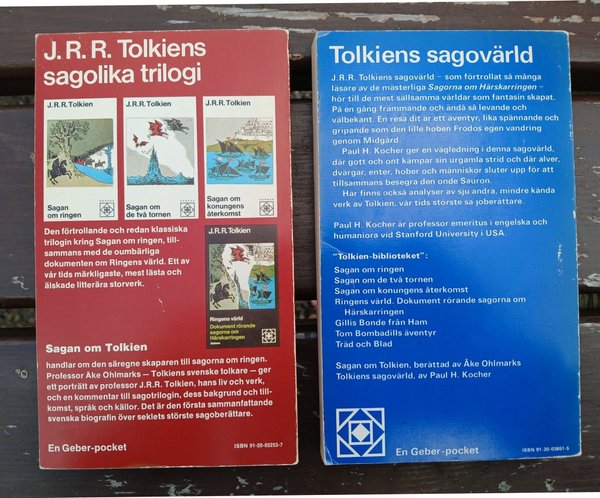 J. R. R. Tolkiens
sagolika trilogi
J.R.R. Tolkien
Sagan
om ringen
J.R.R. Tolkien
Sagan om
de två tornen
J.R.R. Tolkien
Sagan om
konungens
återkomst
Den förtrollande och redan klassiska
trilogin kring Sagan om ringen, till-
sammans med de oumbärliga
dokumenten om Ringens värld. Ett av
vår tids märkligaste, mest lästa och
älskade litterära storverk.
J.R.R. Tolkien
Ringens värld
Dokument rörande
sagorna om
Härskarringen
Gebers
Sagan om Tolkien
handlar om den säregne skaparen till sagorna om ringen.
Professor Åke Ohlmarks — Tolkiens svenske tolkare — ger
ett porträtt av professor J.R.R. Tolkien, hans liv och verk,
och en kommentar till sagotrilogin, dess bakgrund och till-
komst, språk och källor. Det är den första sammanfattande
svenska biografin över seklets störste sagoberättare.
En Geber-pocket
ISBN 91-20-05253-7
Tolkiens sagovärld
J.R.R. Tolkiens sagovärld – som förtrollat så många
läsare av de mästerliga Sagorna om Härskarringen –
hör till de mest sällsamma världar som fantasin skapat.
På en gång främmande och ändå så levande och
välbekant. En resa dit är ett äventyr, lika spännande och
gripande som den lille hoben Frodos egen vandring
genom Midgård.
Paul H. Kocher ger en vägledning i denna sagovärld,
där gott och ont kämpar sin urgamla strid och där alver,
dvärgar, enter, hober och människor sluter upp för att
tillsammans besegra den onde Sauron.
Här finns också analyser av sju andra, mindre kända
verk av Tolkien, vår tids störste sa joberättare.
Paul H. Kocher är professor emeritus i engelska och
humaniora vid Stanford University i USA.
"Tolkien-biblioteket":
Sagan om ringen
Sagan om de två tornen
Sagan om konungens återkomst
Ringens värld. Dokument rörande sagorna om
Härskarringen
Gillis Bonde från Ham
Tom Bombadills äventyr
Träd och Blad
Sagan om Tolkien, berättad av Åke Ohlmarks
Tolkiens sagovärld, av Paul H. Kocher
En Geber-pocket
ISBN 91-20-03851-5